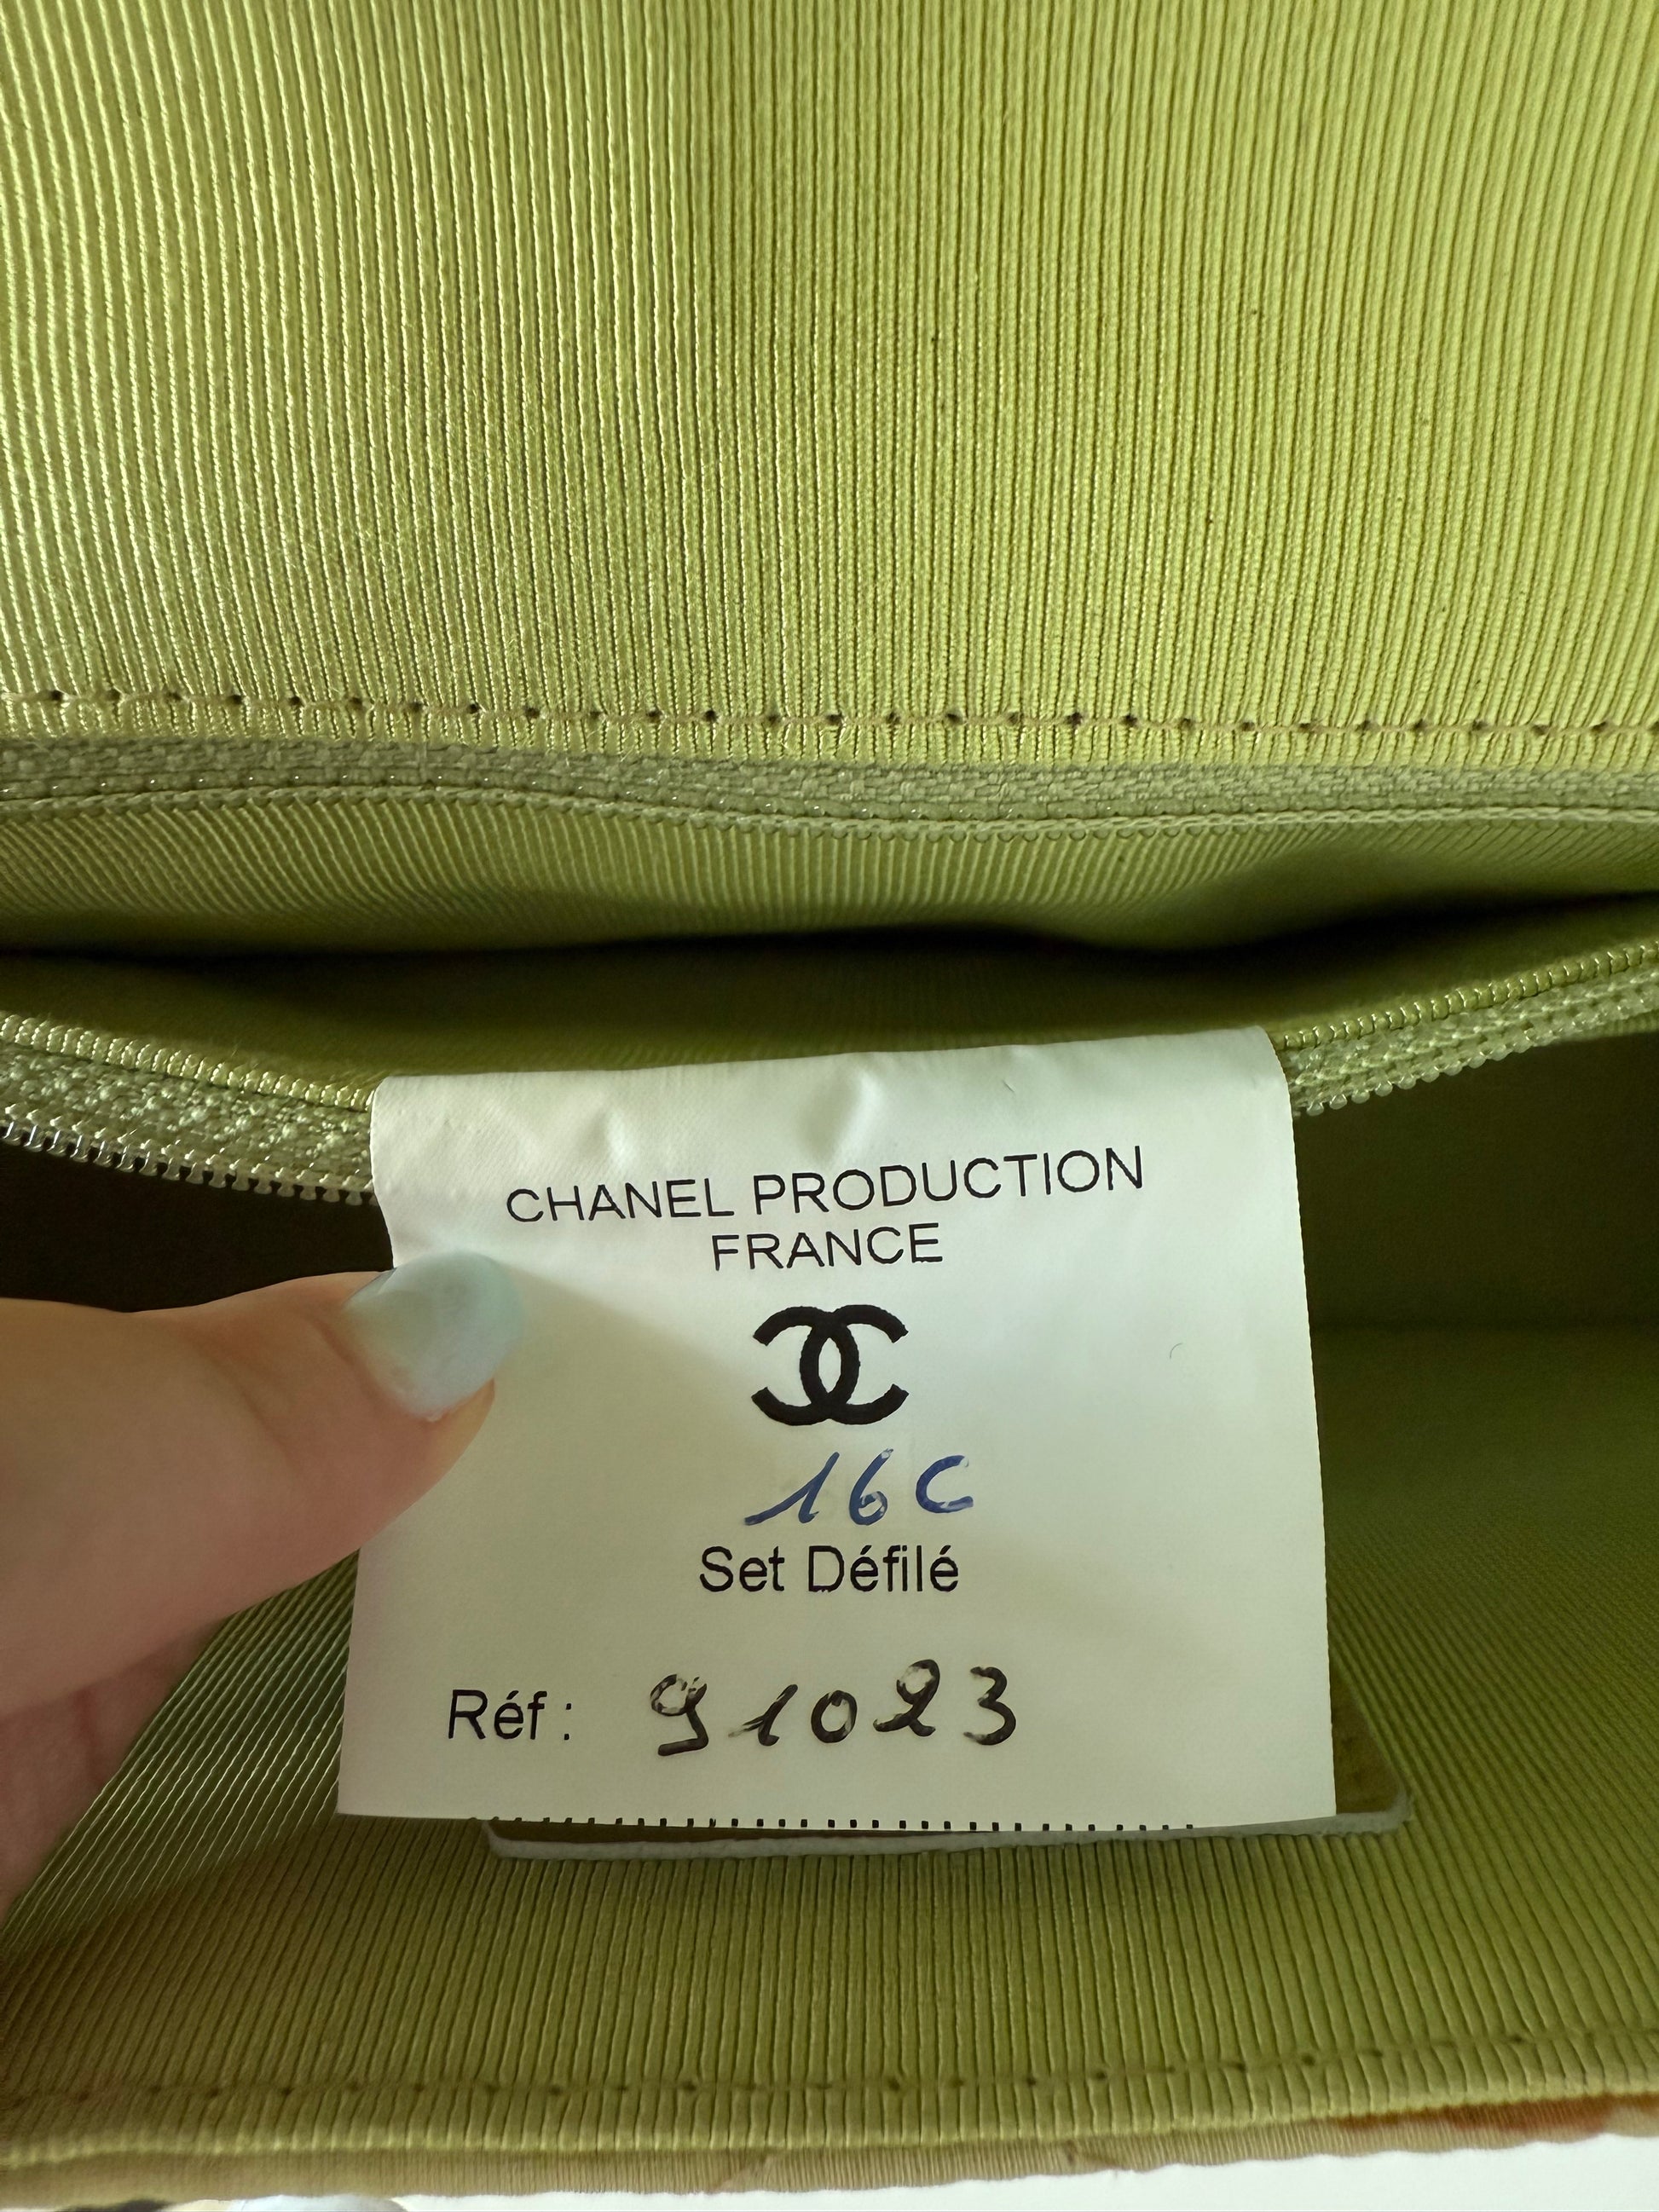 CHANEL PRODUCTION
FRANCE
16C
Set Défilé
Réf : 91023